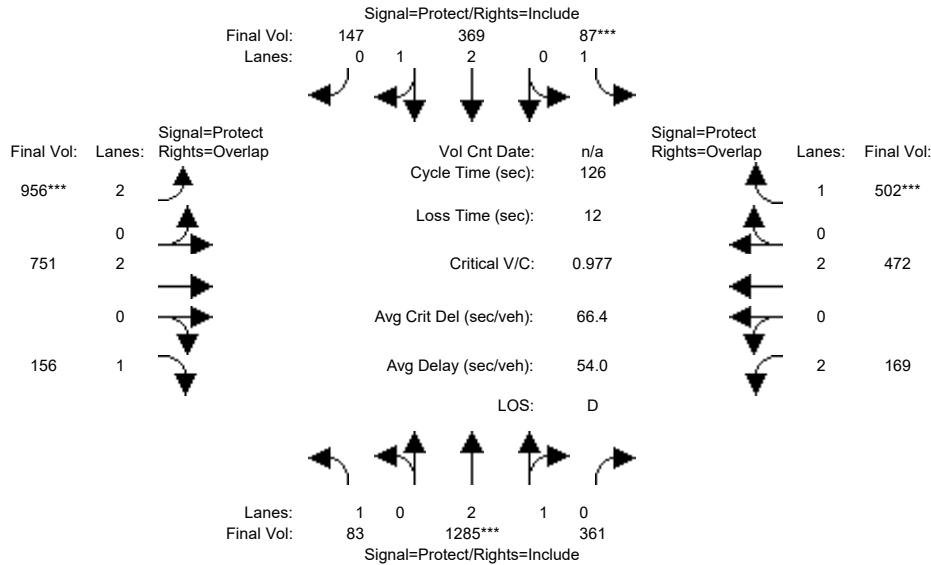 Signal=Protect/Rights=Include
Final Vol: 147 369 87***
Lanes: 0 1 2 0 1
Signal=Protect Signal=Protect
Final Vol: Lanes: Rights=Overlap Vol Cnt Date: n/a Rights=Overlap Lanes: Final Vol:
Cycle Time (sec): 126
956*** 2 1 502***
Loss Time (sec): 12
0 0
751 2 Critical V/C: 0.977 2 472
0 Avg Crit Del (sec/veh): 66.4 0
156 1 Avg Delay (sec/veh): 54.0 2 169
LOS: D
Lanes: 1 0 2 1 0
Final Vol: 83 1285*** 361
Signal=Protect/Rights=Include